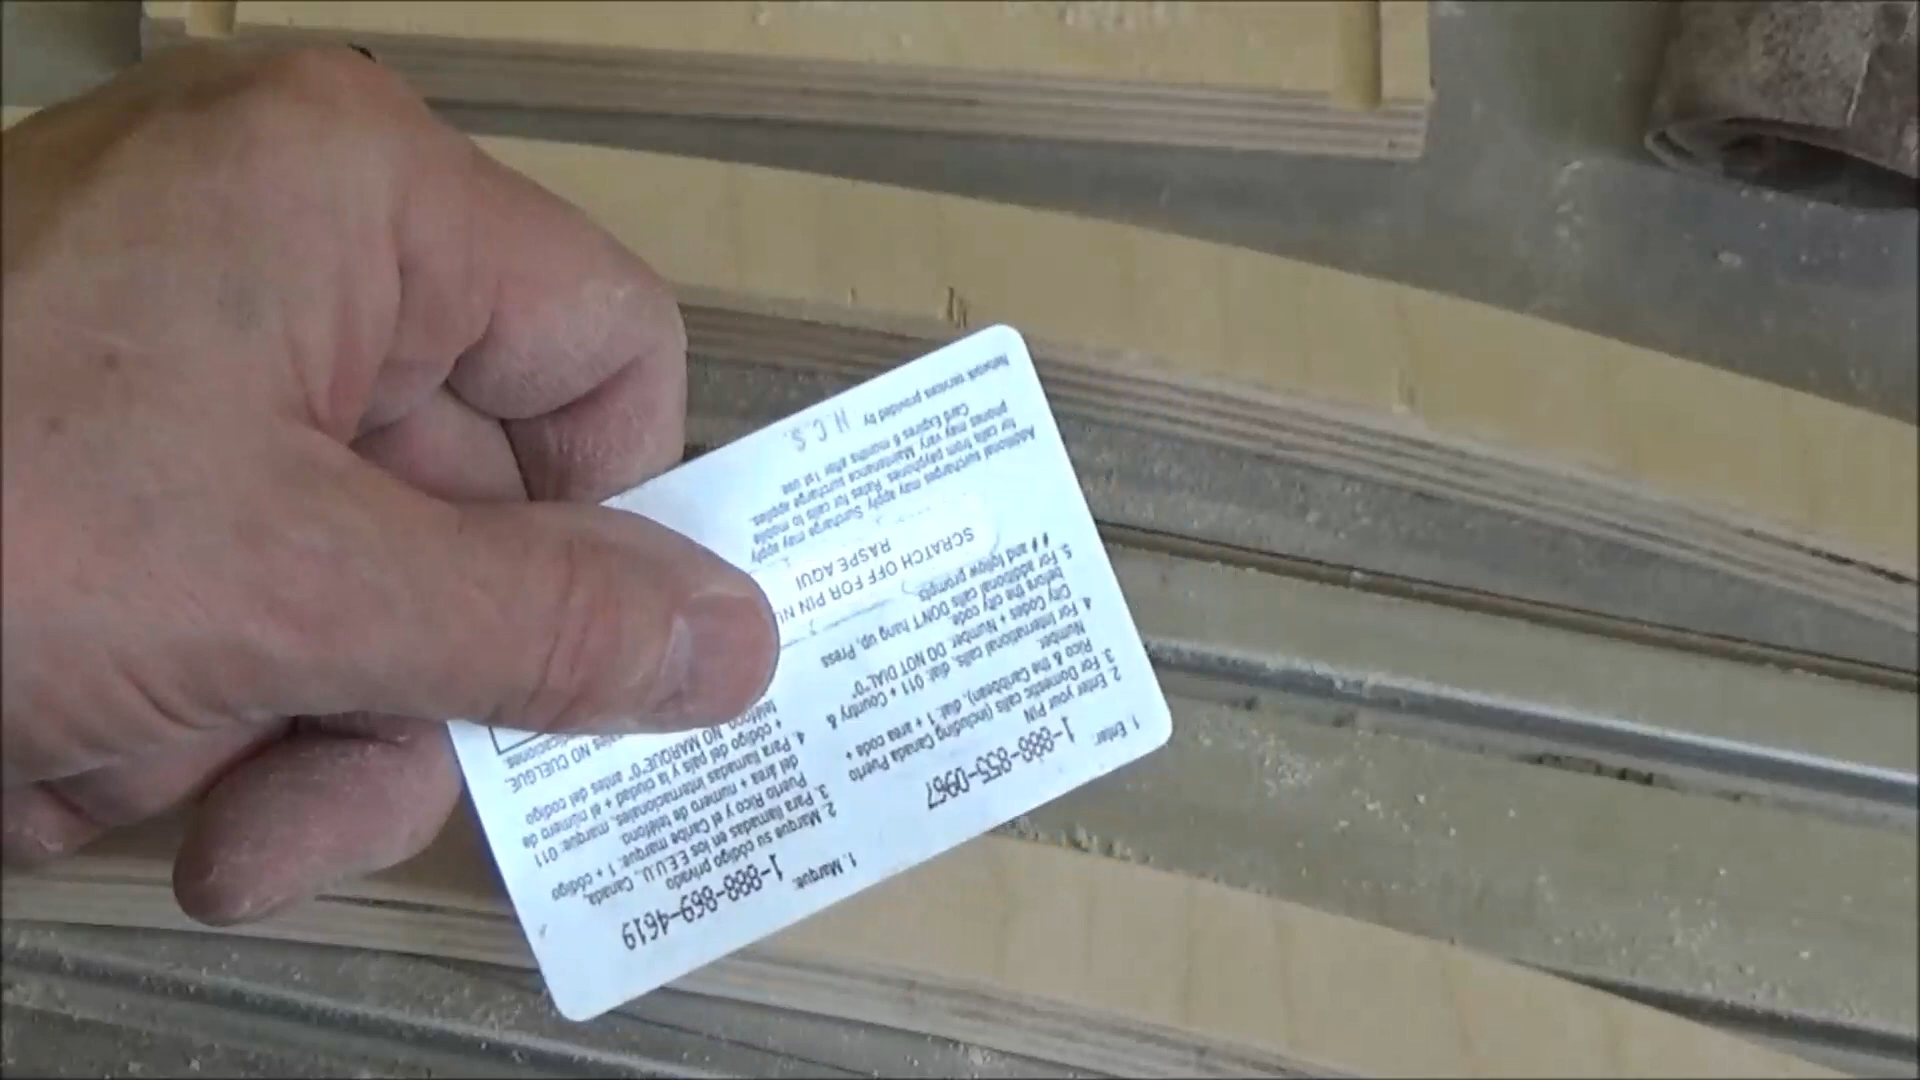 1. Enter:
1-888-855-0967
2. Enter your PIN
3. For Domestic calls (including Canada Puerto
Rico & the Caribbean), dial: 1 + area code +
Number.
4. For International calls, dial: 011 + Country &
City Codes + Number. DO NOT DIAL "0"
before the city code.
5. For additional calls DON'T hang up. Press
and follow prompts.
SCRATCH OFF FOR PIN
RASPE AQUI
Additional surcharges may apply. Surcharge may apply
for calls from payphones. Rates for calls to mobile
phones may vary. Maintenance surcharge applies.
Card Expires 6 months after 1st use
Network services provided by N.C.S.
1. Marque:
1-888-869-4619
2. Marque su código privado
3. Para llamadas en los E.E.U.U., Canada,
Puerto Rico y el Caribe marque: 1 + código
del área + número de teléfono.
4. Para llamadas internacionales, marque: 011
+ código del país y la ciudad + el número de
NO MARQUE "0" antes del codigo
NO CUELGUE.